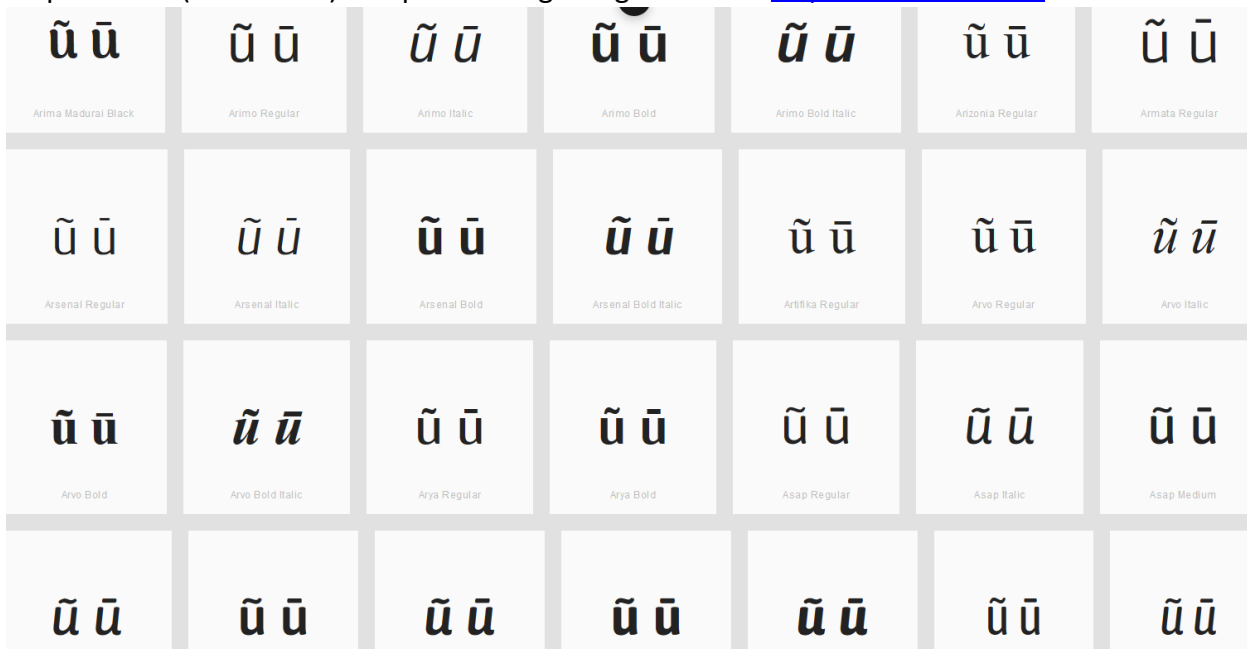 ũ ū ũ ū ũ ū ũ ū ũ ū ũ ū ũ ū
Arima Madurai Black Arimo Regular Arimo Italic Arimo Bold Arimo Bold Italic Arizonia Regular Armata Regular
ũ ū ũ ū ũ ū ũ ū ũ ū ũ ū ũ ū
Arsenal Regular Arsenal Italic Arsenal Bold Arsenal Bold Italic Artifika Regular Arvo Regular Arvo Italic
ũ ū ũ ū ũ ū ũ ū ũ ū ũ ū ũ ū
Arvo Bold Arvo Bold Italic Arya Regular Arya Bold Asap Regular Asap Italic Asap Medium
ũ ū ũ ū ũ ū ũ ū ũ ū ũ ū ũ ū